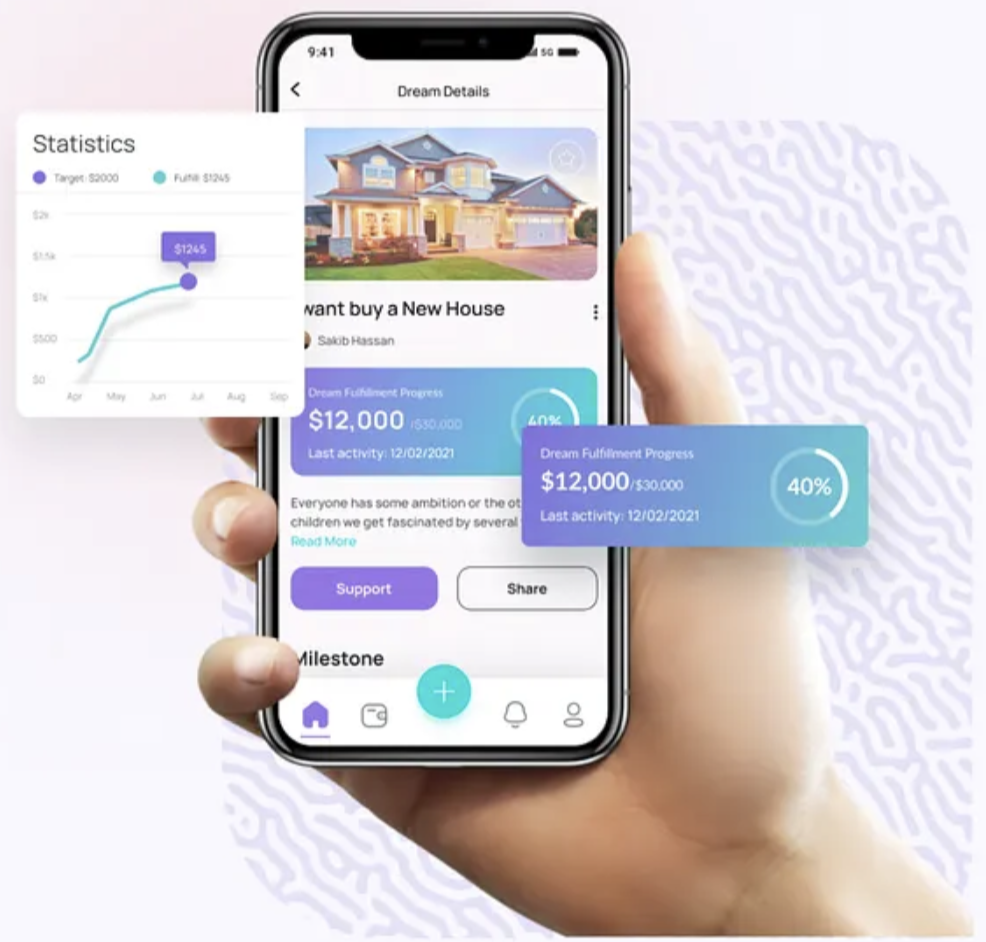 9:41
5G
Dream Details
Statistics
Target: $2000
Fulfill: $1245
$2k
$1.5k
$1k
$500
$0
$1245
Apr May Jun Jul Aug Sep
want buy a New House
Sakib Hassan
Dream Fulfillment Progress
$12,000 /$30,000
40%
Last activity: 12/02/2021
Dream Fulfillment Progress
$12,000/$30,000
40%
Last activity: 12/02/2021
Everyone has some ambition or the
children we get fascinated by several
Read More
Support
Share
Milestone